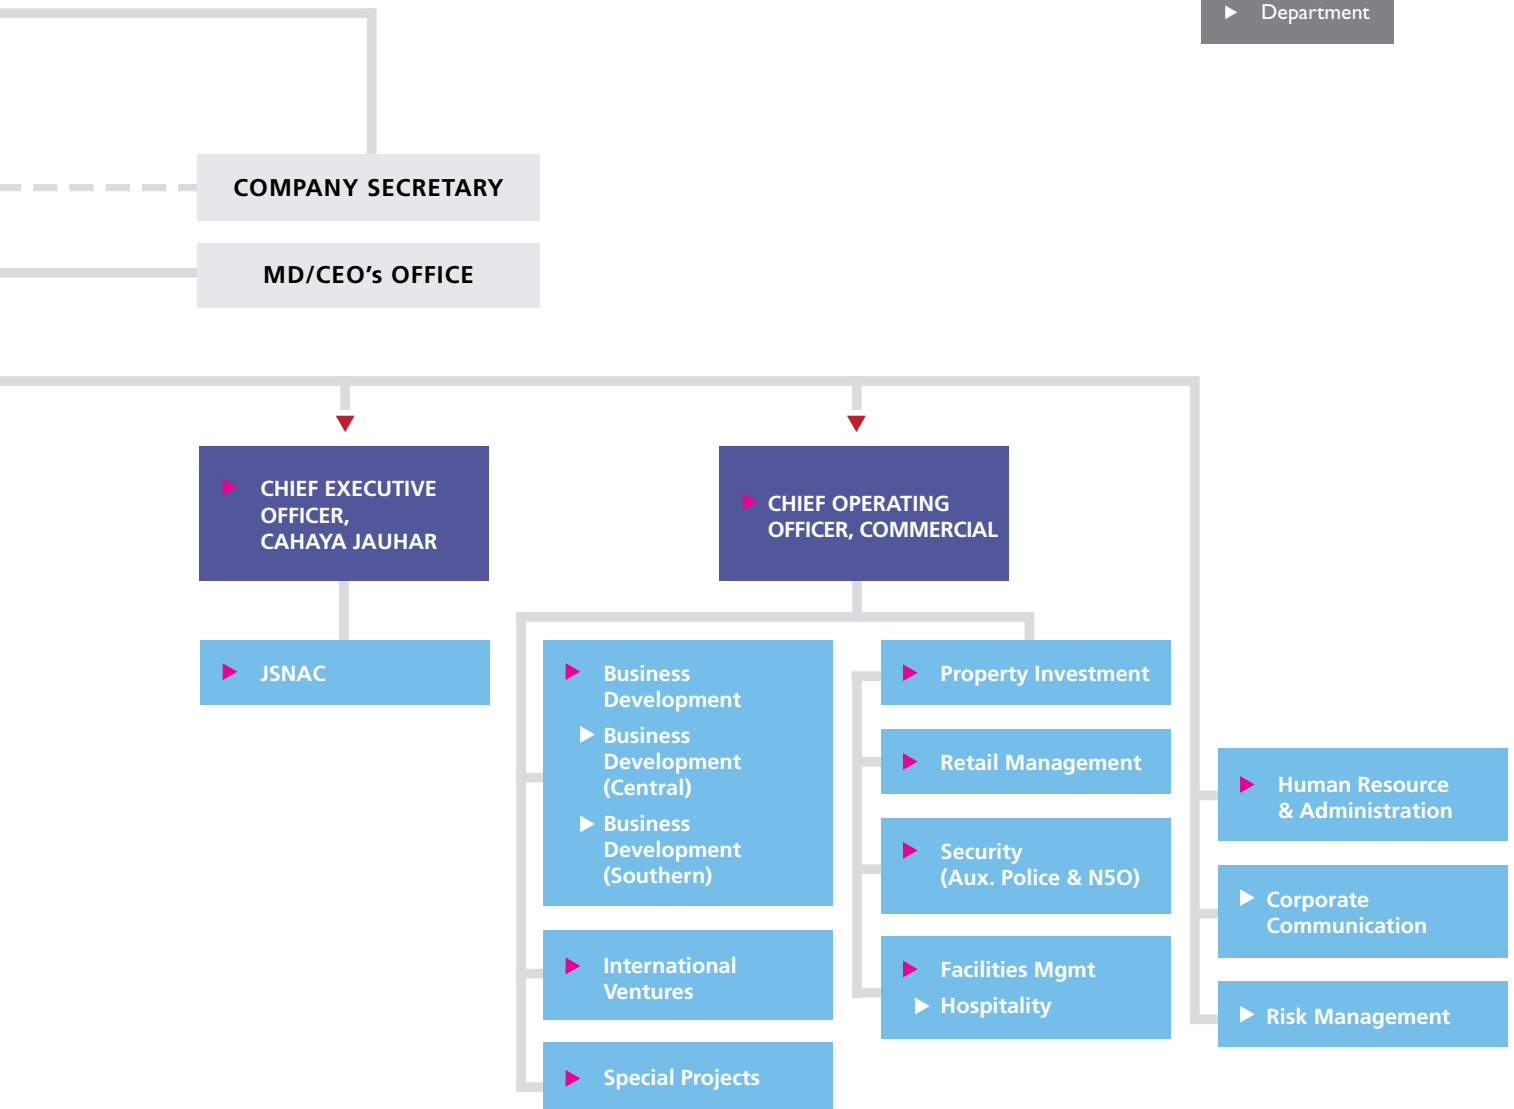 Department
COMPANY SECRETARY
MD/CEO's OFFICE
CHIEF EXECUTIVE
OFFICER,
CAHAYA JAUHAR
CHIEF OPERATING
OFFICER, COMMERCIAL
JSNAC
Business
Development
Business
Development
(Central)
Business
Development
(Southern)
International
Ventures
Special Projects
Property Investment
Retail Management
Security
(Aux. Police & N5O)
Facilities Mgmt
Hospitality
Human Resource
& Administration
Corporate
Communication
Risk Management